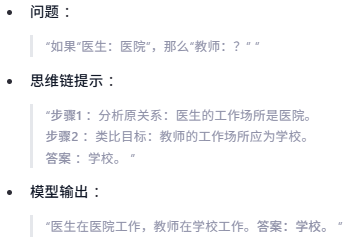 • 问题：
"如果"医生：医院"，那么"教师：？" "
• 思维链提示：
"步骤1：分析原关系：医生的工作场所是医院。
步骤2：类比目标：教师的工作场所应为学校。
答案：学校。"
• 模型输出：
"医生在医院工作，教师在学校工作。答案：学校。"